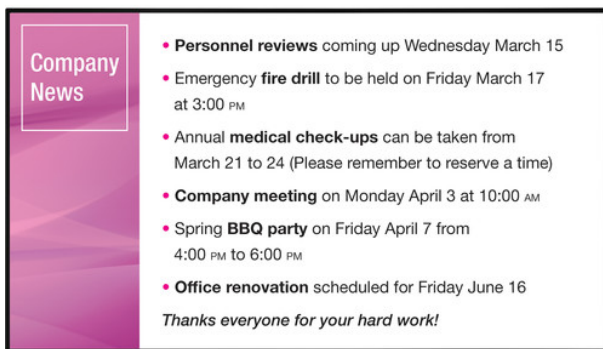 Company
News
• Personnel reviews coming up Wednesday March 15
• Emergency fire drill to be held on Friday March 17
at 3:00 PM
• Annual medical check-ups can be taken from
March 21 to 24 (Please remember to reserve a time)
• Company meeting on Monday April 3 at 10:00 AM
• Spring BBQ party on Friday April 7 from
4:00 PM to 6:00 PM
• Office renovation scheduled for Friday June 16
Thanks everyone for your hard work!